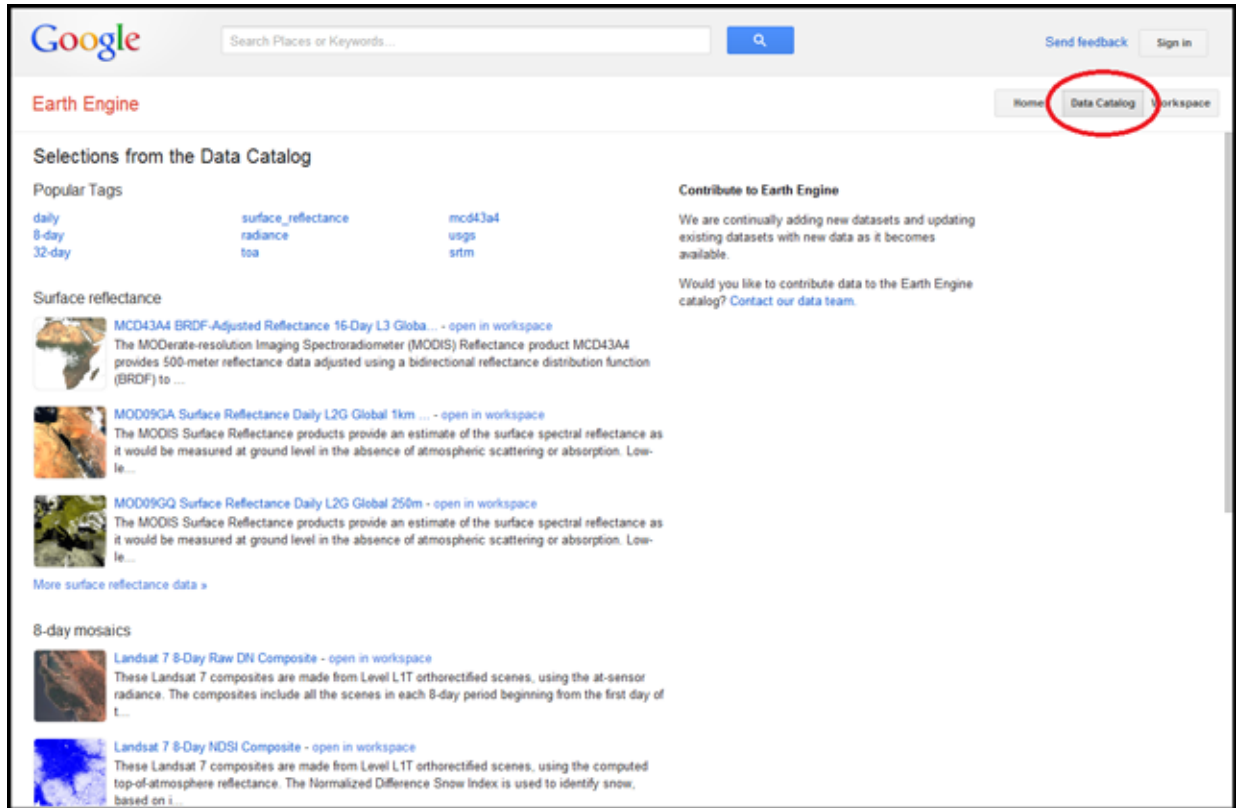 Google
Search Places or Keywords...
Send feedback
Sign in
Earth Engine
Home
Data Catalog
Workspace
Selections from the Data Catalog
Popular Tags
daily surface_reflectance mcd43a4
8-day radiance usgs
32-day toa srtm
Surface reflectance
MCD43A4 BRDF-Adjusted Reflectance 16-Day L3 Globa... - open in workspace
The MODerate-resolution Imaging Spectroradiometer (MODIS) Reflectance product MCD43A4
provides 500-meter reflectance data adjusted using a bidirectional reflectance distribution function
(BRDF) to ...
MOD09GA Surface Reflectance Daily L2G Global 1km ... - open in workspace
The MODIS Surface Reflectance products provide an estimate of the surface spectral reflectance as
it would be measured at ground level in the absence of atmospheric scattering or absorption. Low-
le...
MOD09GQ Surface Reflectance Daily L2G Global 250m - open in workspace
The MODIS Surface Reflectance products provide an estimate of the surface spectral reflectance as
it would be measured at ground level in the absence of atmospheric scattering or absorption. Low-
le...
More surface reflectance data »
8-day mosaics
Landsat 7 8-Day Raw DN Composite - open in workspace
These Landsat 7 composites are made from Level L1T orthorectified scenes, using the at-sensor
radiance. The composites include all the scenes in each 8-day period beginning from the first day of
t...
Landsat 7 8-Day NDSI Composite - open in workspace
These Landsat 7 composites are made from Level L1T orthorectified scenes, using the computed
top-of-atmosphere reflectance. The Normalized Difference Snow Index is used to identify snow,
based on i...
Contribute to Earth Engine
We are continually adding new datasets and updating
existing datasets with new data as it becomes
available.
Would you like to contribute data to the Earth Engine
catalog? Contact our data team.